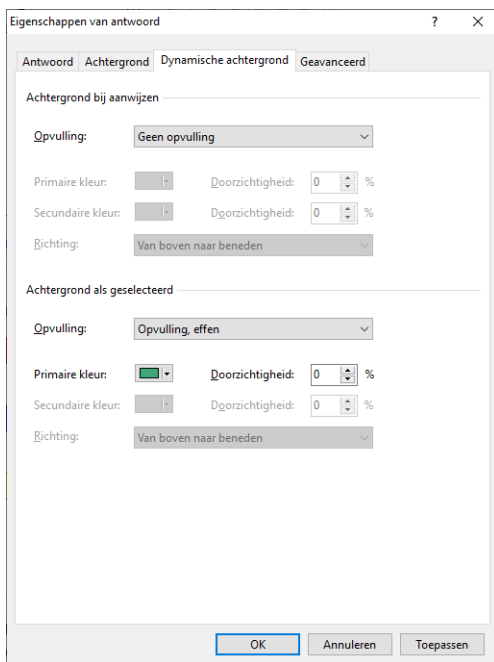 Eigenschappen van antwoord ?
Antwoord Achtergrond Dynamische achtergrond Geavanceerd
Achtergrond bij aanwijzen
Opvulling: Geen opvulling
Primaire kleur: Doorzichtigheid: 0 %
Secundaire kleur: Doorzichtigheid: 0 %
Richting: Van boven naar beneden
Achtergrond als geselecteerd
Opvulling: Opvulling, effen
Primaire kleur: Doorzichtigheid: 0 %
Secundaire kleur: Doorzichtigheid: 0 %
Richting: Van boven naar beneden
OK Annuleren Toepassen